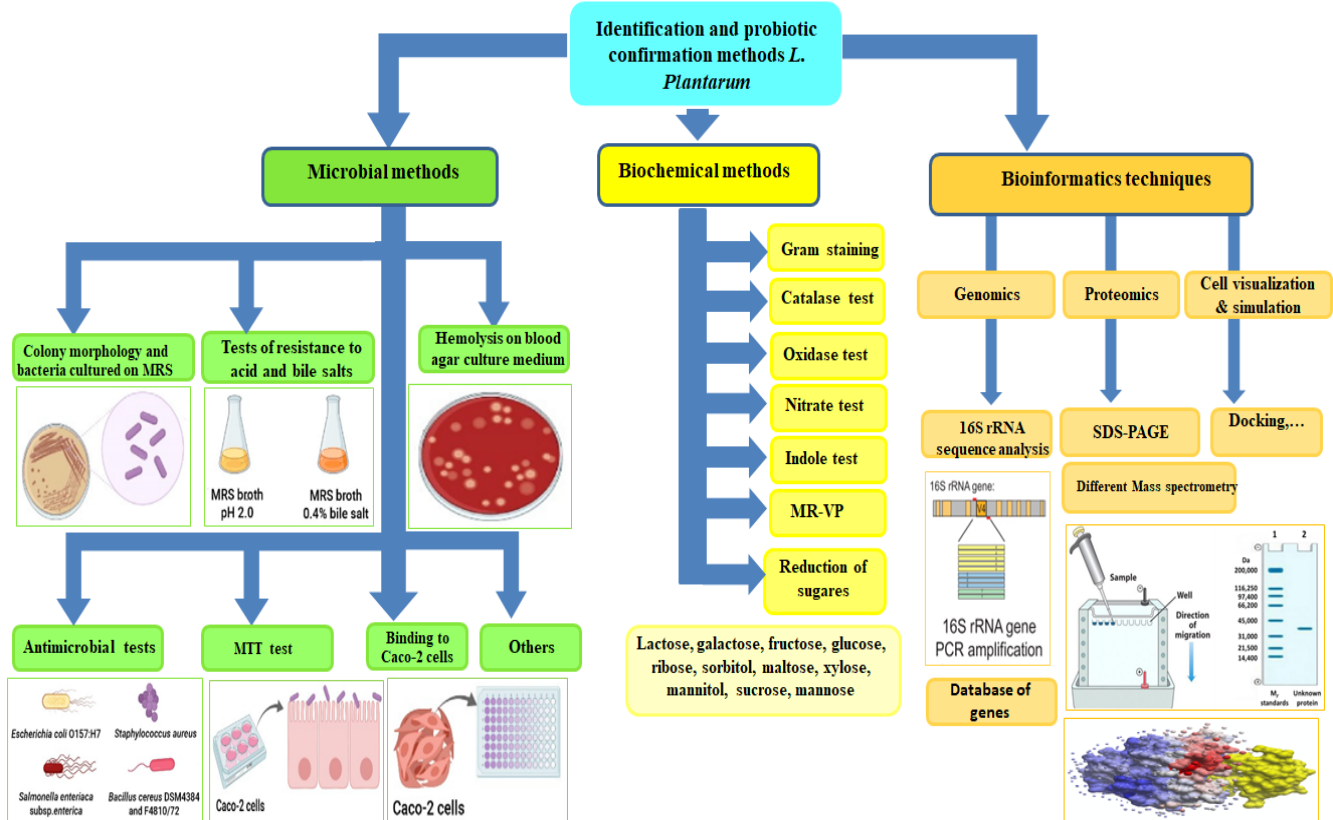 Identification and probiotic
confirmation methods L.
Plantarum
Microbial methods
Biochemical methods
Bioinformatics techniques
Colony morphology and
bacteria cultured on MRS
Tests of resistance to
acid and bile salts
Hemolysis on blood
agar culture medium
MRS broth
pH 2.0
MRS broth
0.4% bile salt
Antimicrobial tests
MTT test
Binding to
Caco-2 cells
Others
Escherichia coli O157:H7
Staphylococcus aureus
Salmonella enteriaca
subsp.enterica
Bacillus cereus DSM4384
and F4810/72
Caco-2 cells
Caco-2 cells
Gram staining
Catalase test
Oxidase test
Nitrate test
Indole test
MR-VP
Reduction of
sugares
Lactose, galactose, fructose, glucose,
ribose, sorbitol, maltose, xylose,
mannitol, sucrose, mannose
Genomics
Proteomics
Cell visualization
& simulation
16S rRNA
sequence analysis
SDS-PAGE
Docking,...
Different Mass spectrometry
16S rRNA gene:
V4
16S rRNA gene
PCR amplification
Database of
genes
Sample
Well
Direction
of
migration
1
2
Da
200,000
116,250
97,400
66,200
45,000
31,000
21,500
14,400
Mr
standards
Unknown
protein